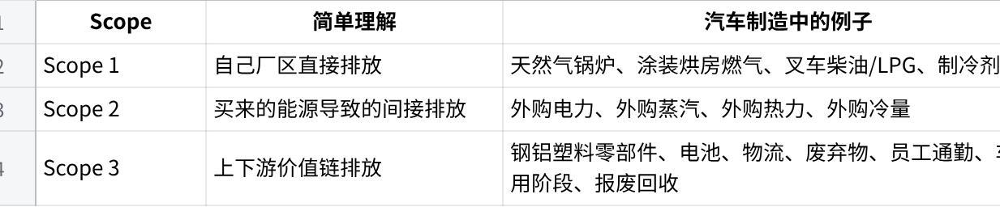 1 Scope 简单理解 汽车制造中的例子
2 Scope 1 自己厂区直接排放 天然气锅炉、涂装烘房燃气、叉车柴油/LPG、制冷剂
3 Scope 2 买来的能源导致的间接排放 外购电力、外购蒸汽、外购热力、外购冷量
4 Scope 3 上下游价值链排放 钢铝塑料零部件、电池、物流、废弃物、员工通勤、
用阶段、报废回收